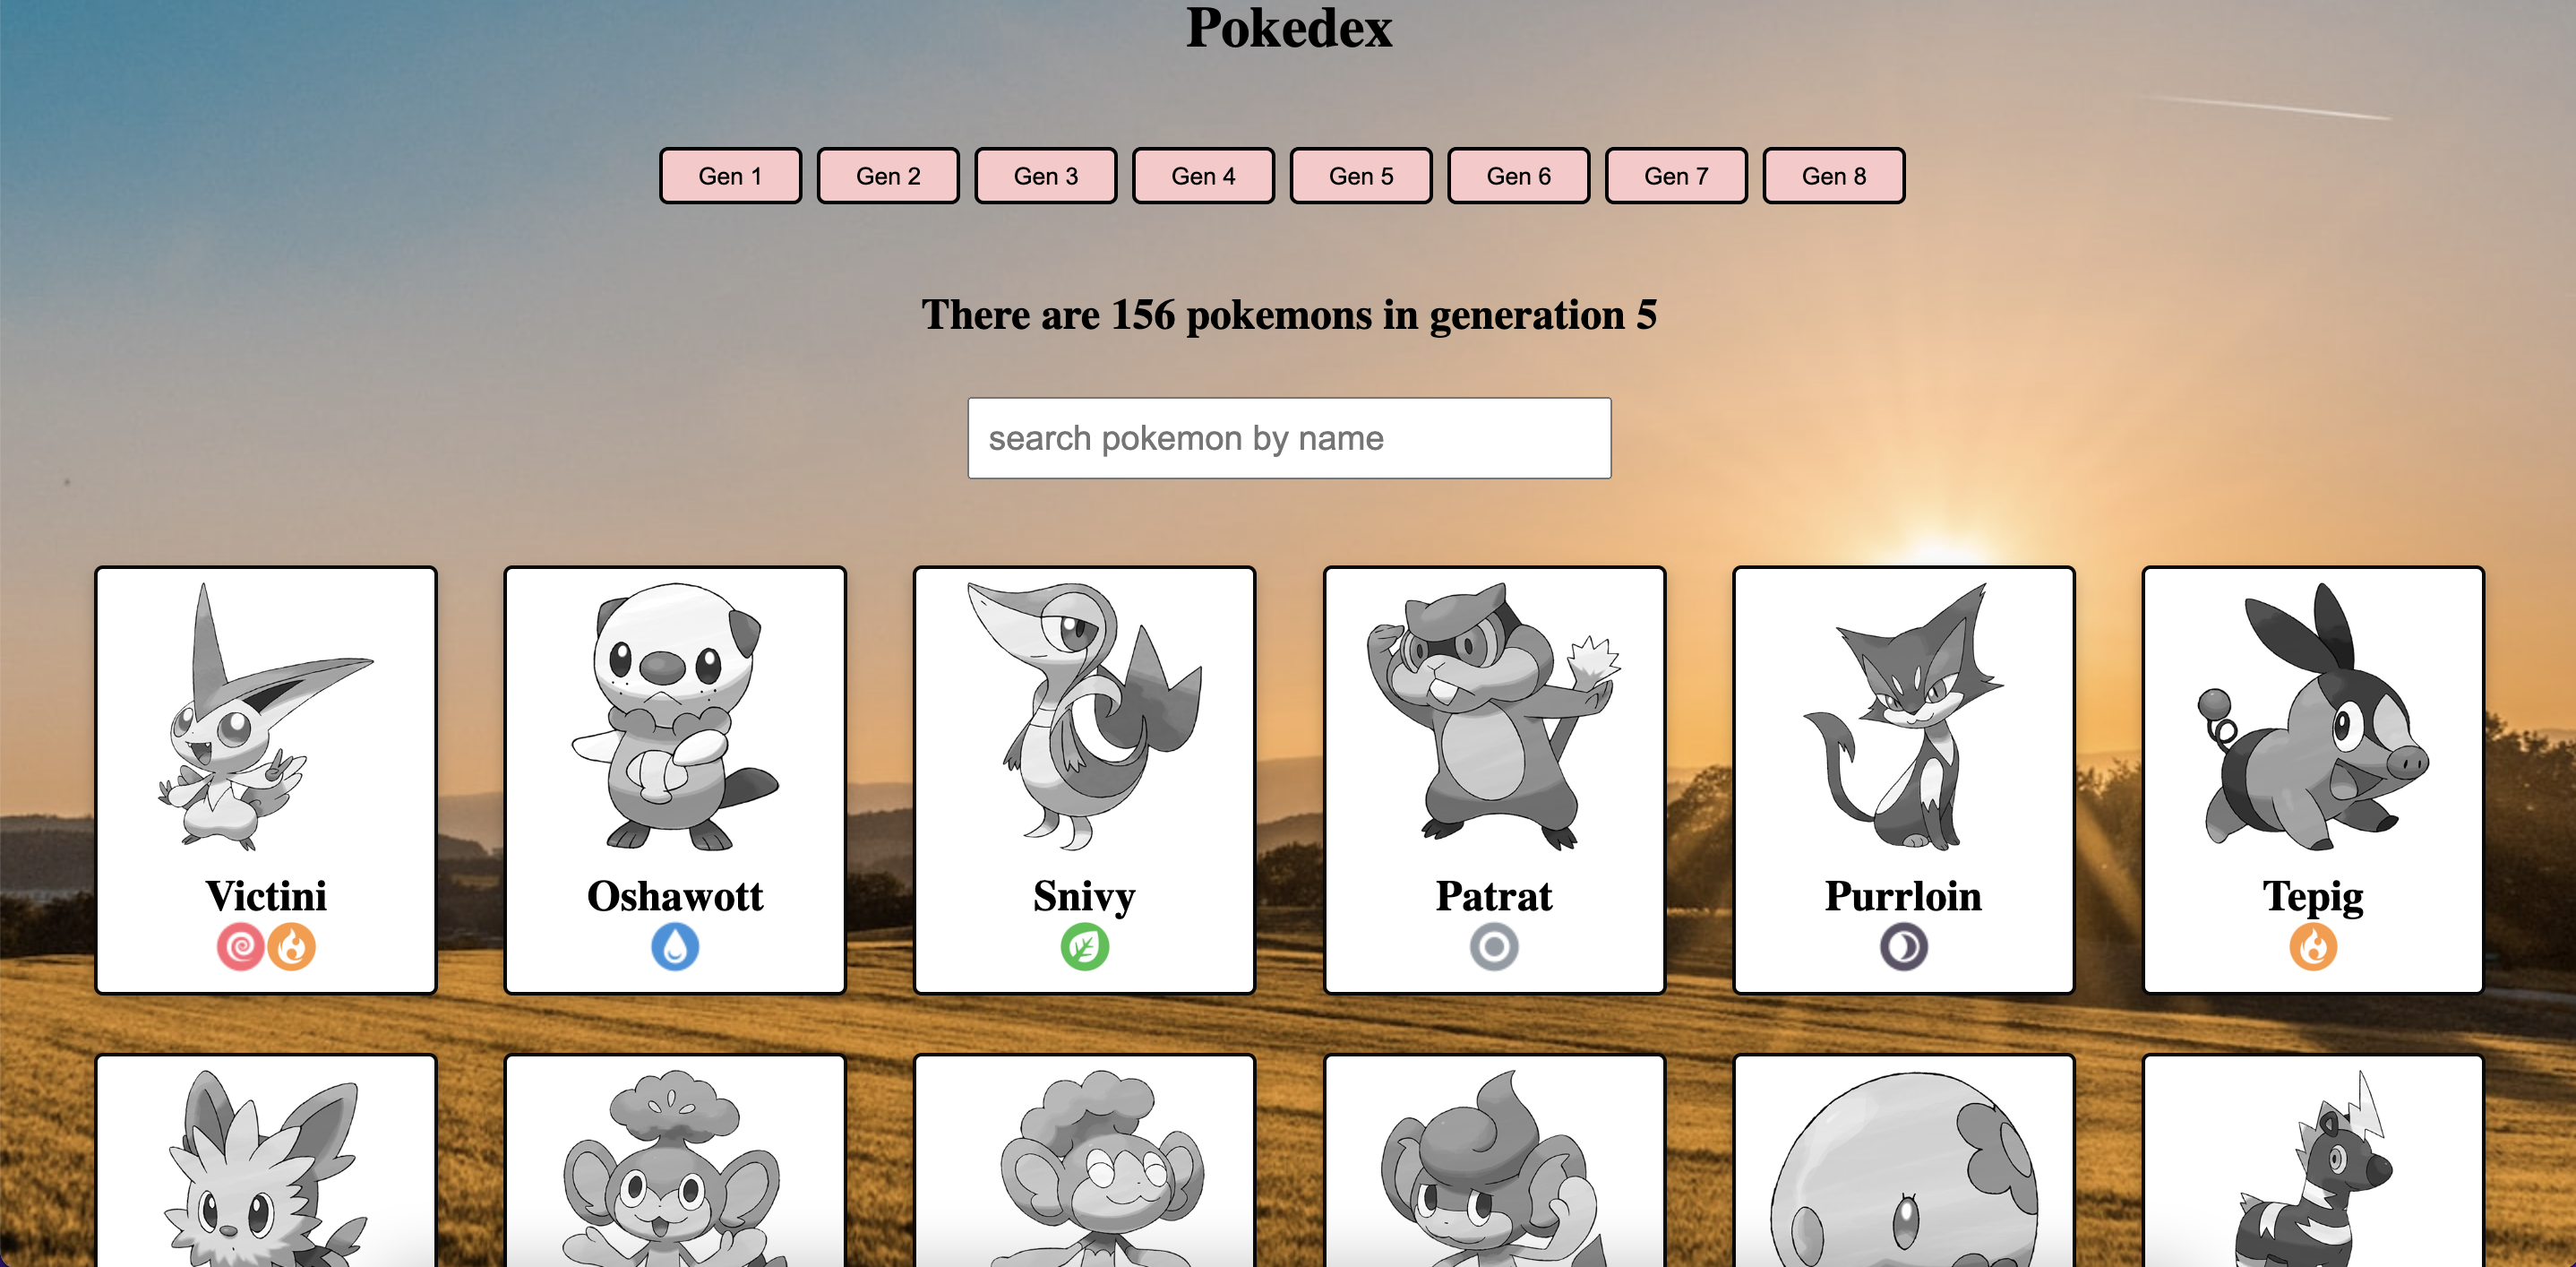 Pokedex
Gen 1 Gen 2 Gen 3 Gen 4 Gen 5 Gen 6 Gen 7 Gen 8
There are 156 pokemons in generation 5
search pokemon by name
Victini Oshawott Snivy Patrat Purrloin Tepig